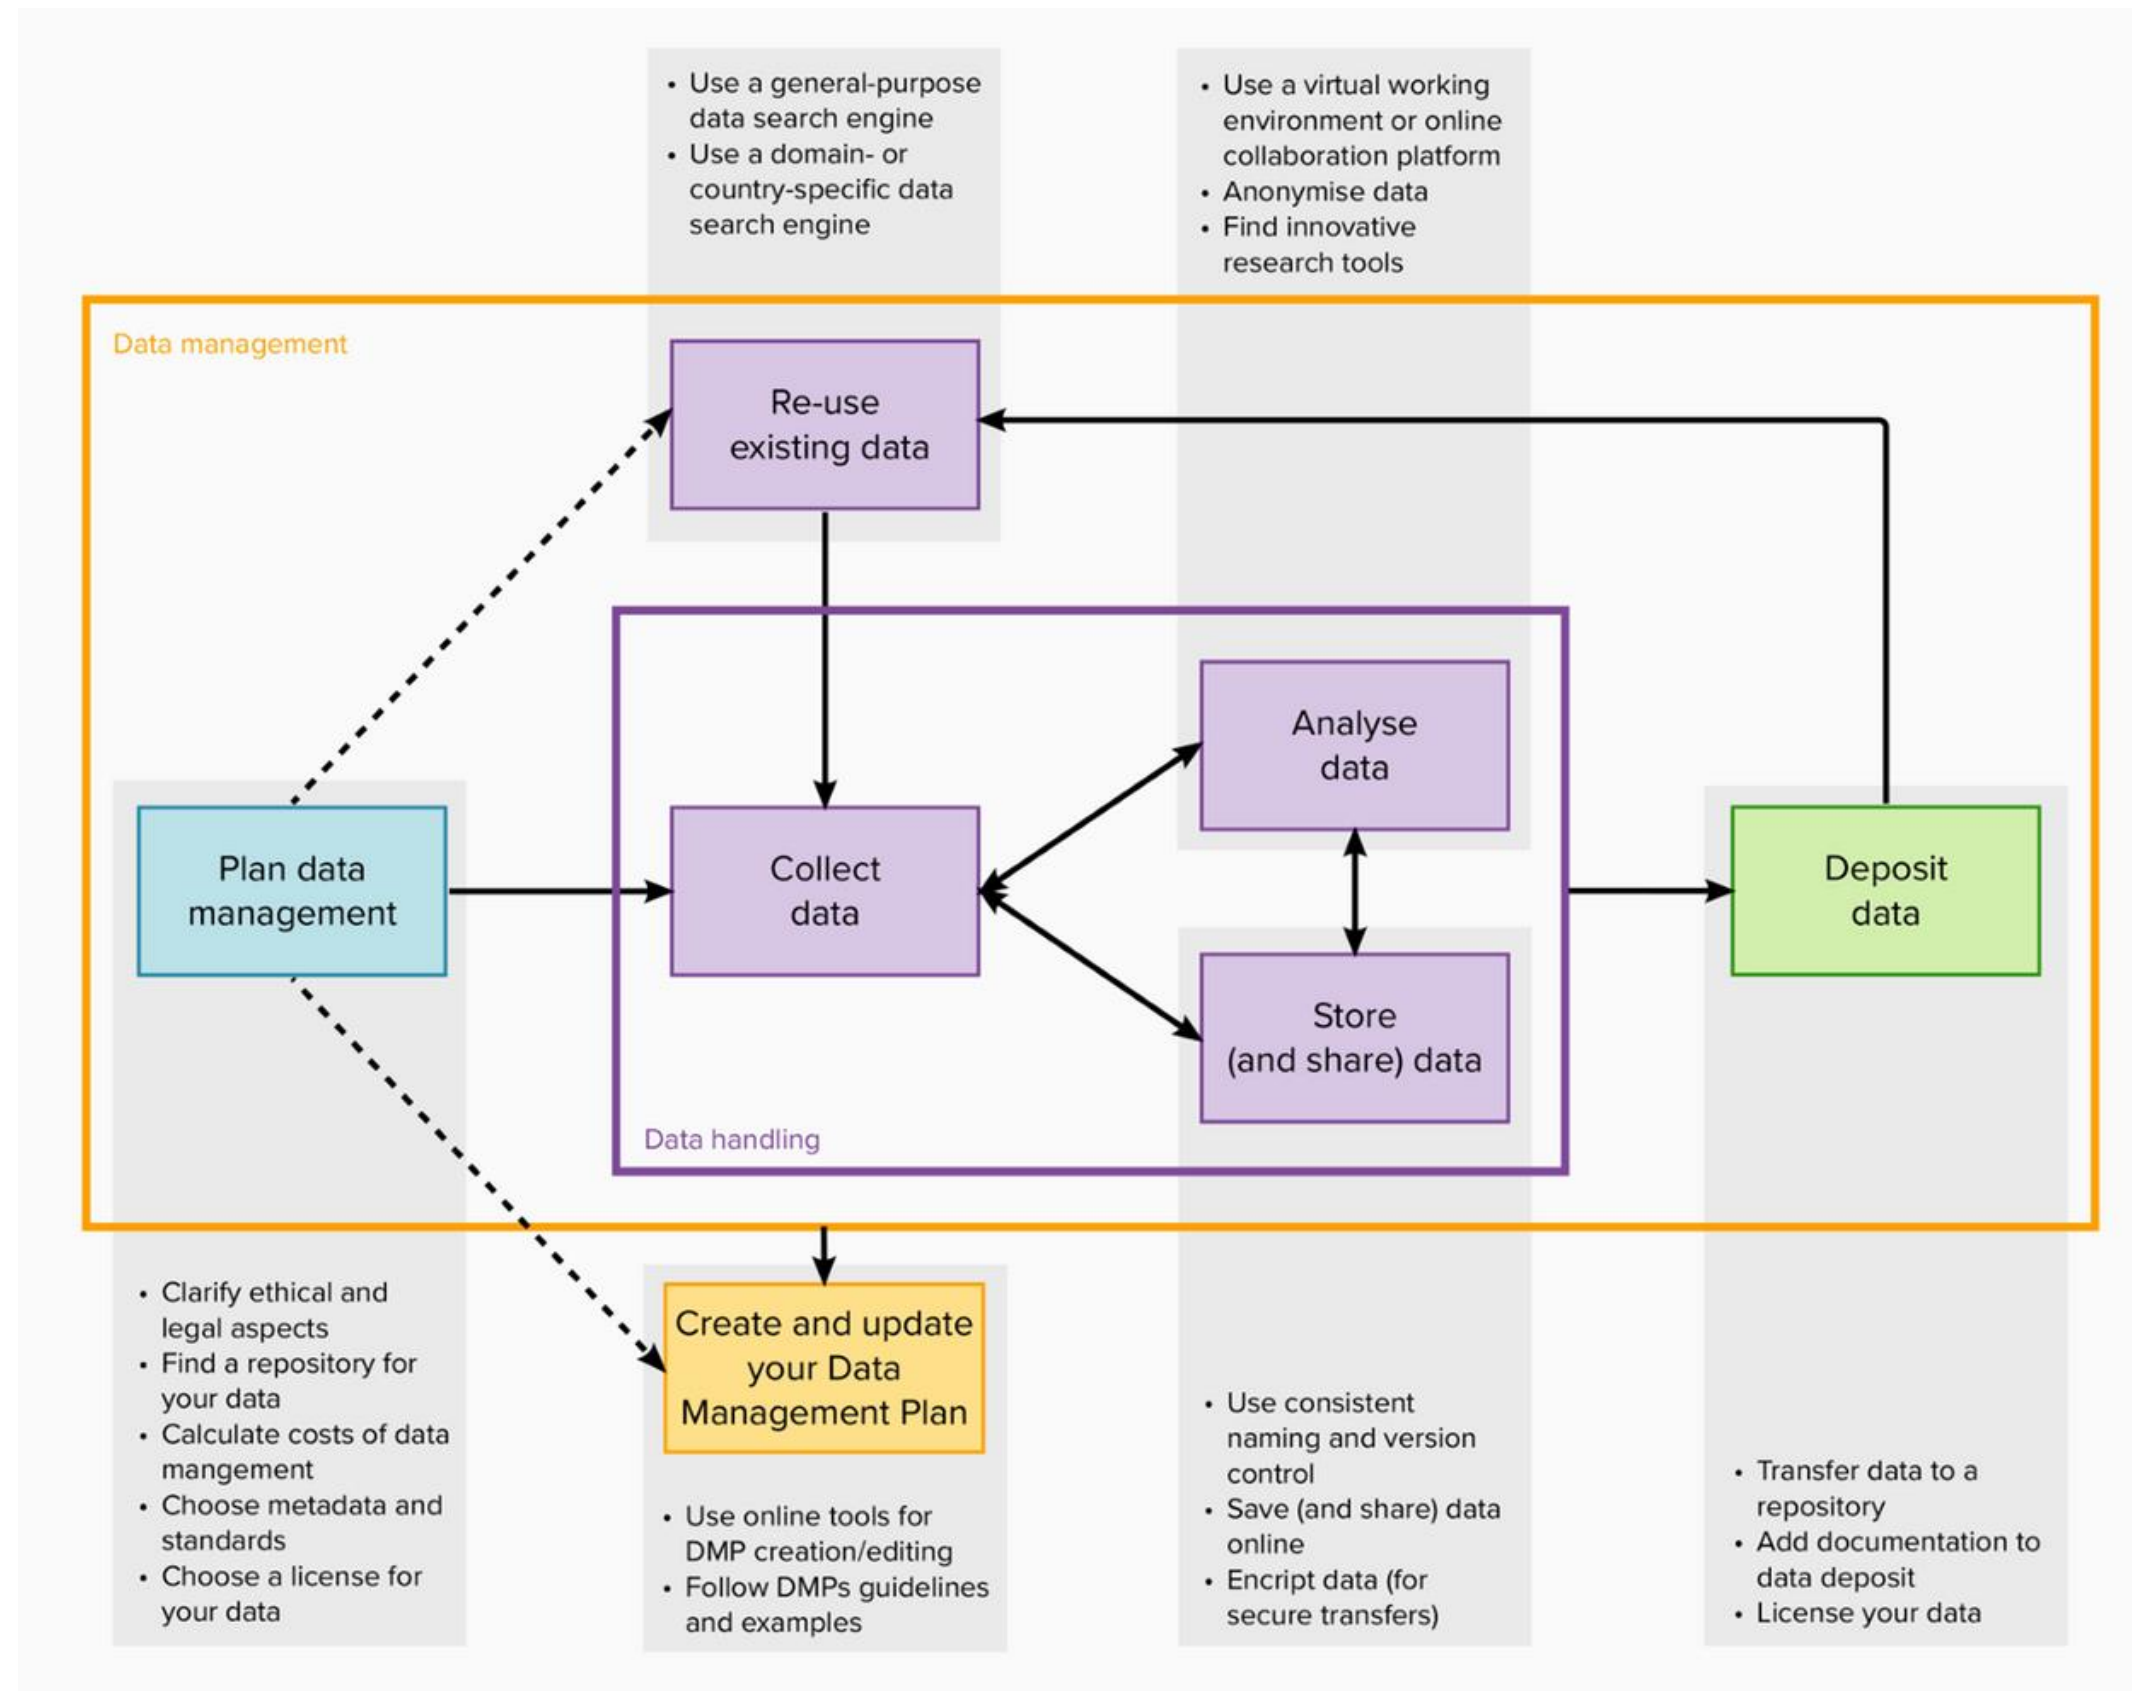 • Use a general-purpose
data search engine
• Use a domain- or
country-specific data
search engine
• Use a virtual working
environment or online
collaboration platform
• Anonymise data
• Find innovative
research tools
Data management
Re-use
existing data
Analyse
data
Plan data
management
Collect
data
Deposit
data
Store
(and share) data
Data handling
• Clarify ethical and
legal aspects
• Find a repository for
your data
• Calculate costs of data
mangement
• Choose metadata and
standards
• Choose a license for
your data
Create and update
your Data
Management Plan
• Use online tools for
DMP creation/editing
• Follow DMPs guidelines
and examples
• Use consistent
naming and version
control
• Save (and share) data
online
• Encript data (for
secure transfers)
• Transfer data to a
repository
• Add documentation to
data deposit
• License your data